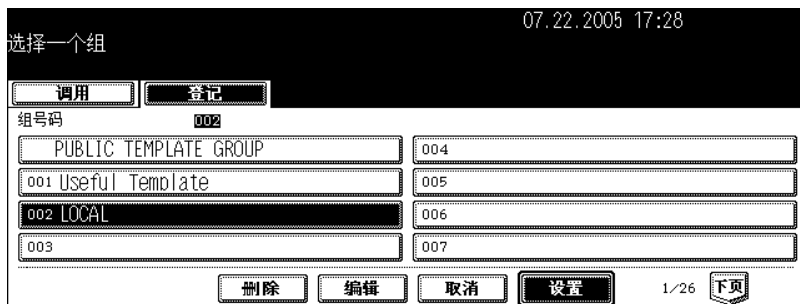 07.22.2005 17:28
选择一个组
调用 登记
组号码 002
PUBLIC TEMPLATE GROUP 004
001 Useful Template 005
002 LOCAL 006
003 007
删除 编辑 取消 设置 1/26 下页